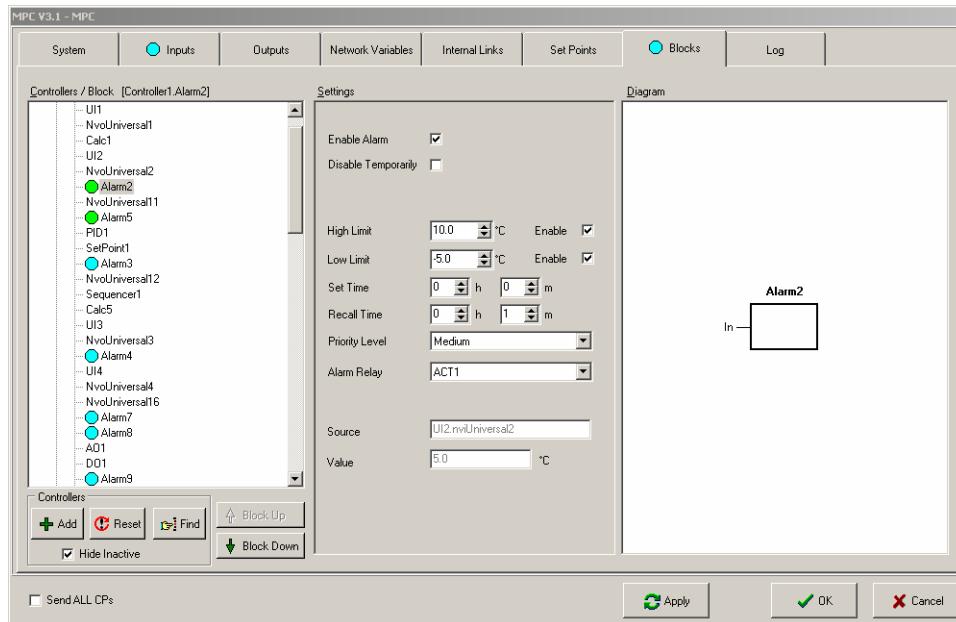 MPC V3.1 - MPC
System Inputs Outputs Network Variables Internal Links Set Points Blocks Log
Controllers / Block [Controller1.Alarm2]
UI1
NvoUniversal1
Calc1
UI2
NvoUniversal2
Alarm2
NvoUniversal11
Alarm5
PID1
SetPoint1
Alarm3
NvoUniversal12
Sequencer1
Calc5
UI3
NvoUniversal3
Alarm4
UI4
NvoUniversal4
NvoUniversal16
Alarm7
Alarm8
AO1
DO1
Alarm9
Controllers
Add Reset Find
Hide Inactive
Block Up
Block Down
Settings
Enable Alarm
Disable Temporarily
High Limit 10.0 °C Enable
Low Limit -5.0 °C Enable
Set Time 0 h 0 m
Recall Time 0 h 1 m
Priority Level Medium
Alarm Relay ACT1
Source UI2.nviUniversal2
Value 5.0 °C
Diagram
Alarm2
In
Send ALL CPs
Apply OK Cancel